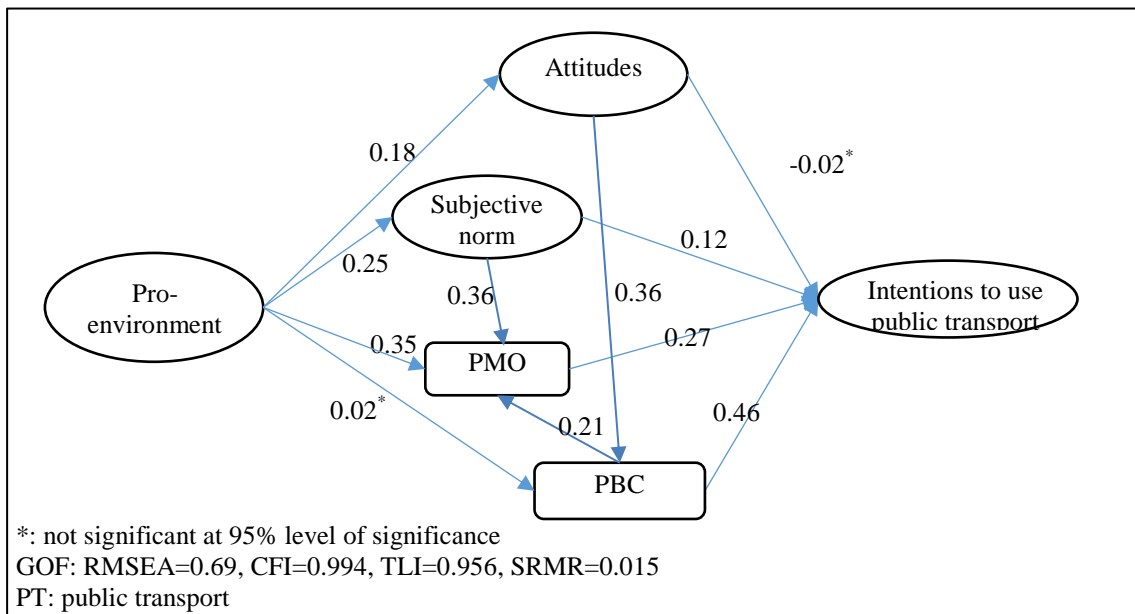 Attitudes
0.18
-0.02*
Subjective
norm
0.12
0.25
Pro-
environment
0.36
0.36
Intentions to use
public transport
0.35
PMO
0.27
0.02*
0.21
0.46
PBC
*: not significant at 95% level of significance
GOF: RMSEA=0.69, CFI=0.994, TLI=0.956, SRMR=0.015
PT: public transport